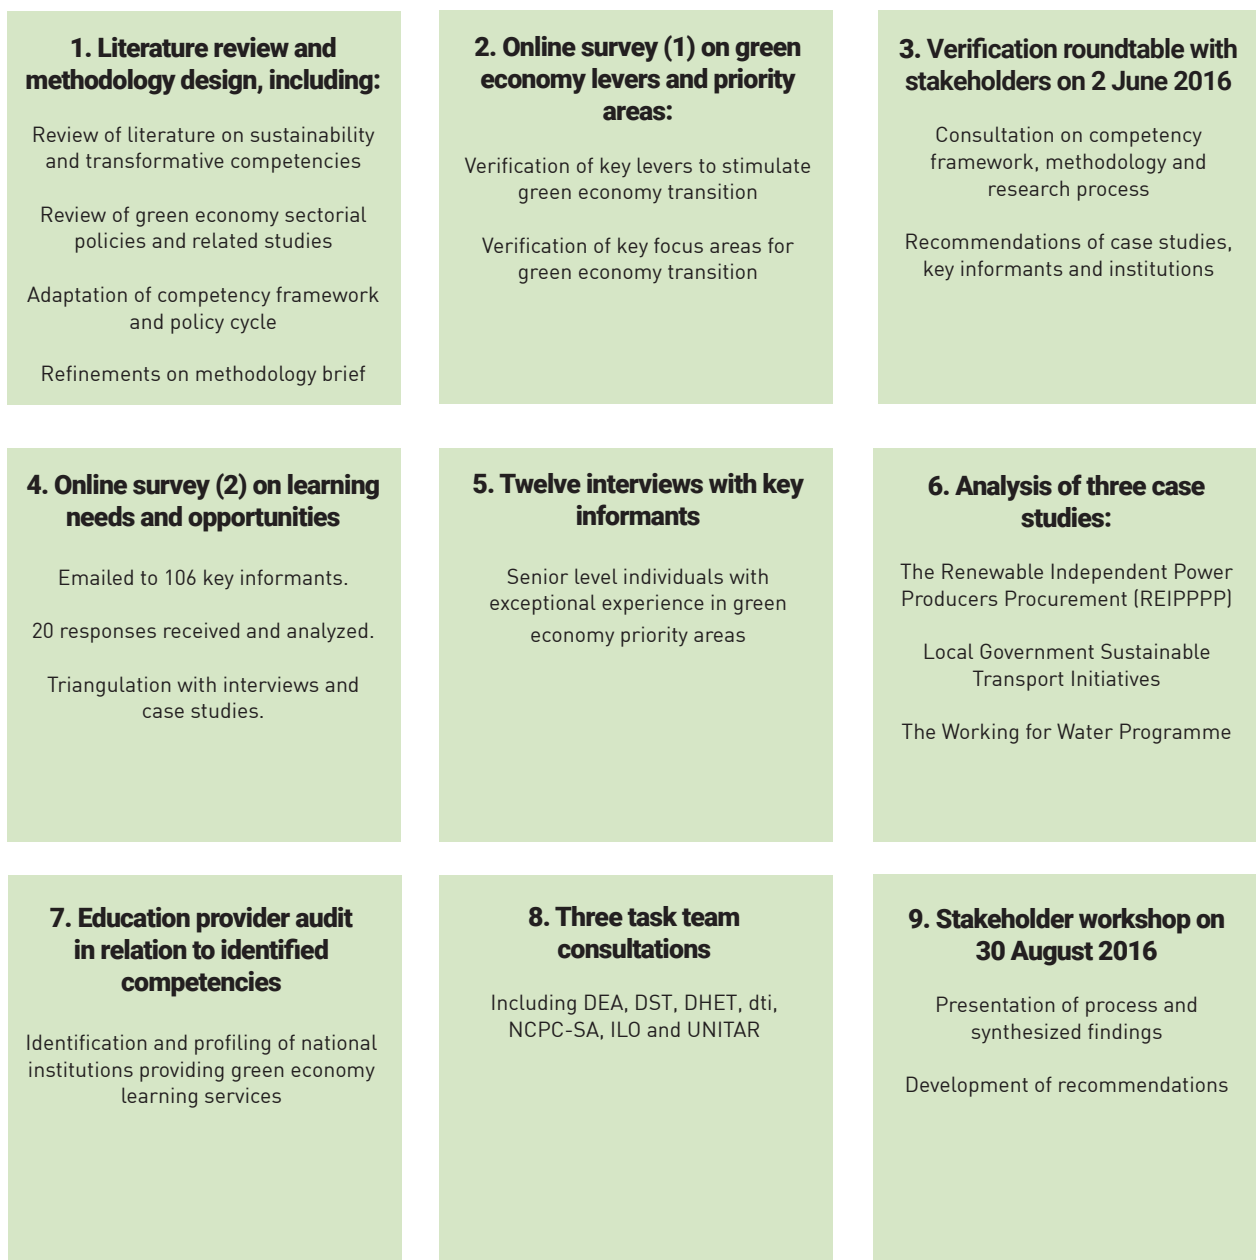 1. Literature review and
methodology design, including:
Review of literature on sustainability
and transformative competencies
Review of green economy sectorial
policies and related studies
Adaptation of competency framework
and policy cycle
Refinements on methodology brief
2. Online survey (1) on green
economy levers and priority
areas:
Verification of key levers to stimulate
green economy transition
Verification of key focus areas for
green economy transition
3. Verification roundtable with
stakeholders on 2 June 2016
Consultation on competency
framework, methodology and
research process
Recommendations of case studies,
key informants and institutions
4. Online survey (2) on learning
needs and opportunities
Emailed to 106 key informants.
20 responses received and analyzed.
Triangulation with interviews and
case studies.
5. Twelve interviews with key
informants
Senior level individuals with
exceptional experience in green
economy priority areas
6. Analysis of three case
studies:
The Renewable Independent Power
Producers Procurement (REIPPPP)
Local Government Sustainable
Transport Initiatives
The Working for Water Programme
7. Education provider audit
in relation to identified
competencies
Identification and profiling of national
institutions providing green economy
learning services
8. Three task team
consultations
Including DEA, DST, DHET, dti,
NCPC-SA, ILO and UNITAR
9. Stakeholder workshop on
30 August 2016
Presentation of process and
synthesized findings
Development of recommendations